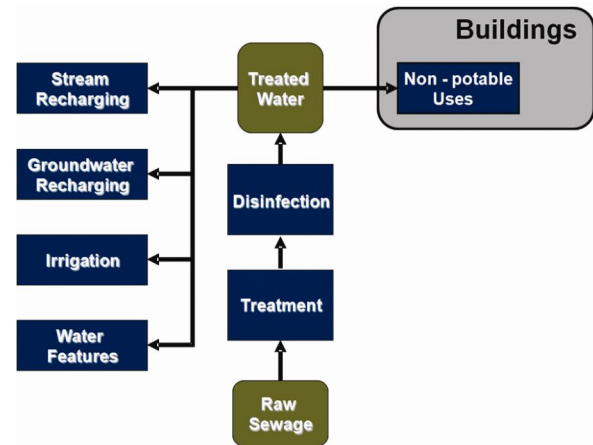 Buildings
Stream
Recharging
Treated
Water
Non - potable
Uses
Groundwater
Recharging
Disinfection
Irrigation
Treatment
Water
Features
Raw
Sewage